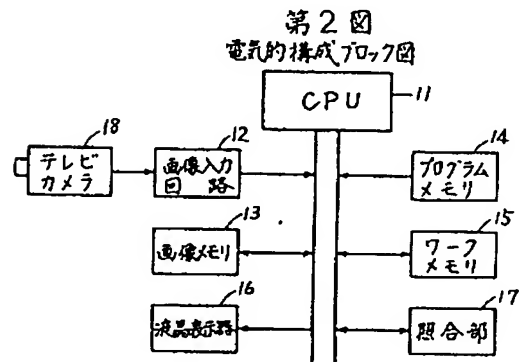 第2図
電気的構成ブロック図
CPU
11
18
テレビ
カメラ
12
画像入力
回路
14
プログラム
メモリ
13
画像メモリ
15
ワーク
メモリ
16
液晶表示器
17
照合部